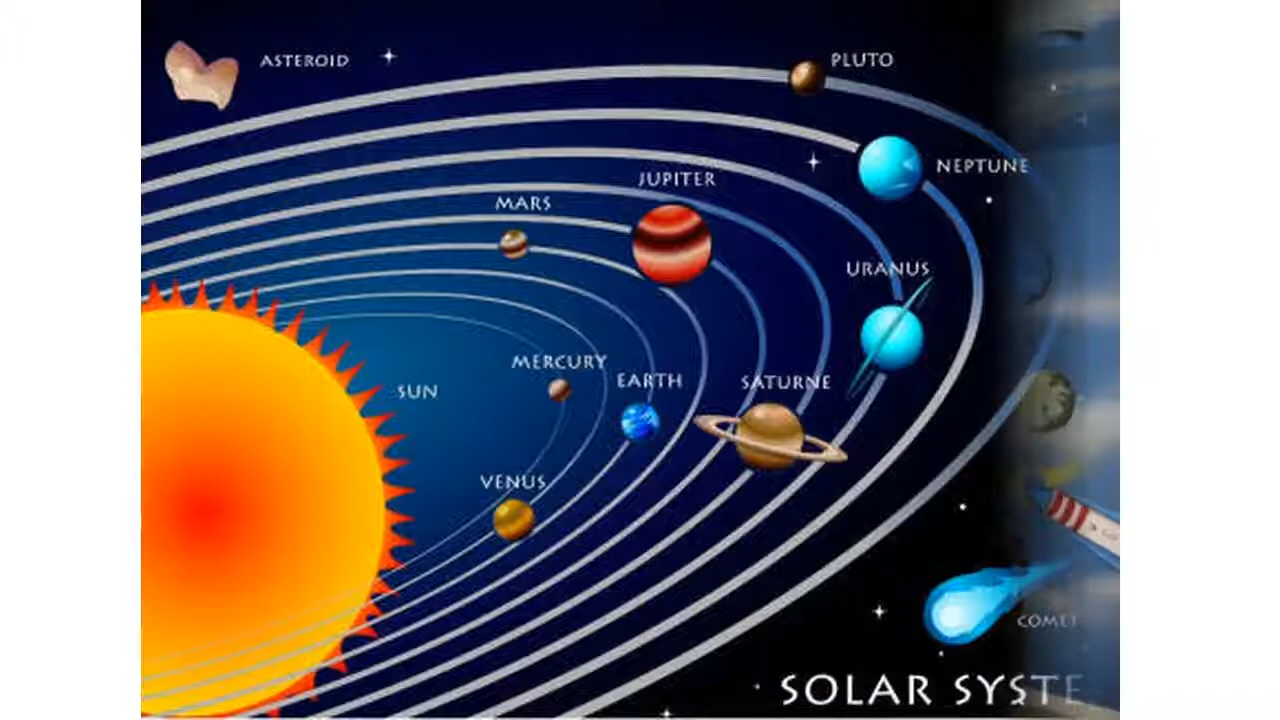 ASTEROID
PLUTO
NEPTUNE
JUPITER
MARS
URANUS
MERCURY
EARTH
SATURNE
SUN
VENUS
COMET
SOLAR SYSTE